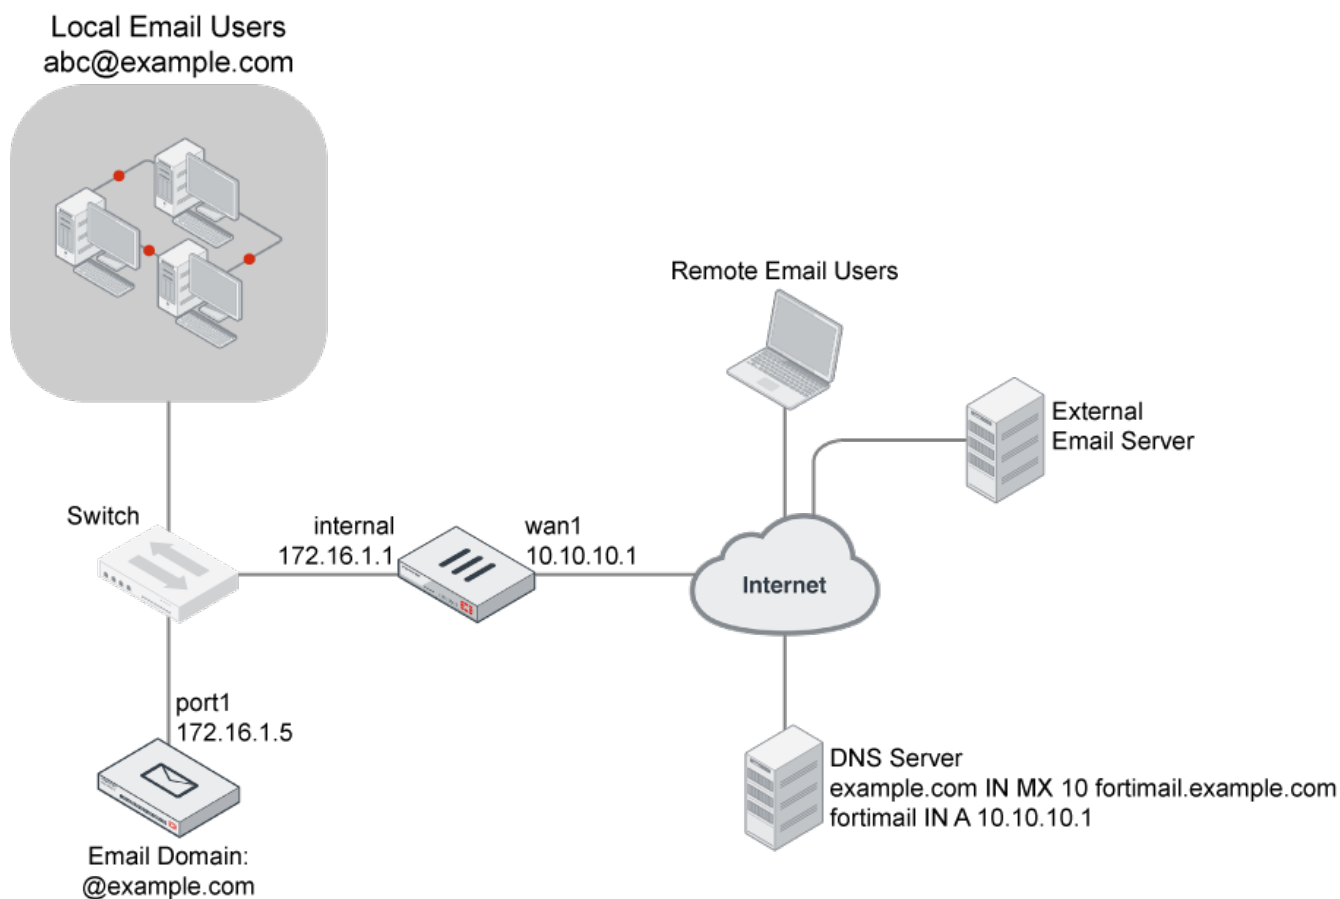 Local Email Users
abc@example.com
Remote Email Users
External
Email Server
Switch
internal
172.16.1.1
wan1
10.10.10.1
Internet
port1
172.16.1.5
DNS Server
example.com IN MX 10 fortimail.example.com
fortimail IN A 10.10.10.1
Email Domain:
@example.com